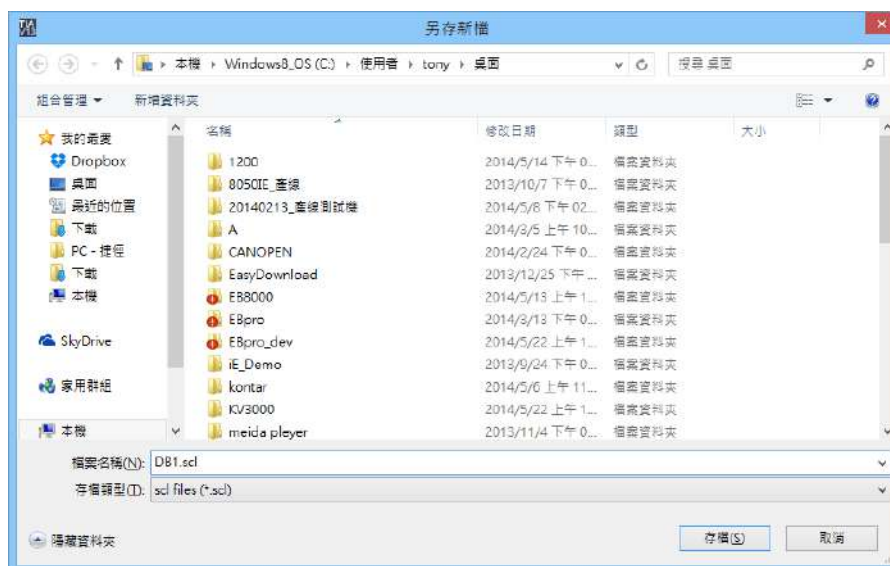 另存新檔
本機 ▸ Windows8_OS (C:) ▸ 使用者 ▸ tony ▸ 桌面
搜尋 桌面
組合管理 新增資料夾
名稱 修改日期 類型 大小
我的最愛
Dropbox
桌面
最近的位置
下載
PC - 捷徑
下載
本機
SkyDrive
家用群組
本機
1200 2014/5/14 下午 0... 檔案資料夾
8050IE_產線 2013/10/7 下午 0... 檔案資料夾
20140213_產線測試機 2014/5/8 下午 02... 檔案資料夾
A 2014/3/5 上午 10... 檔案資料夾
CANOPEN 2014/2/24 下午 0... 檔案資料夾
EasyDownload 2013/12/25 下午 ... 檔案資料夾
EB8000 2014/5/13 上午 1... 檔案資料夾
EBpro 2014/3/13 下午 0... 檔案資料夾
EBpro_dev 2014/5/22 上午 1... 檔案資料夾
iE_Demo 2013/9/24 下午 0... 檔案資料夾
kontar 2014/5/6 上午 11... 檔案資料夾
KV3000 2014/5/22 上午 1... 檔案資料夾
meida pleyer 2013/11/4 下午 0... 檔案資料夾
檔案名稱(N): DB1.scl
存檔類型(T): scl files (*.scl)
隱藏資料夾
存檔(S) 取消